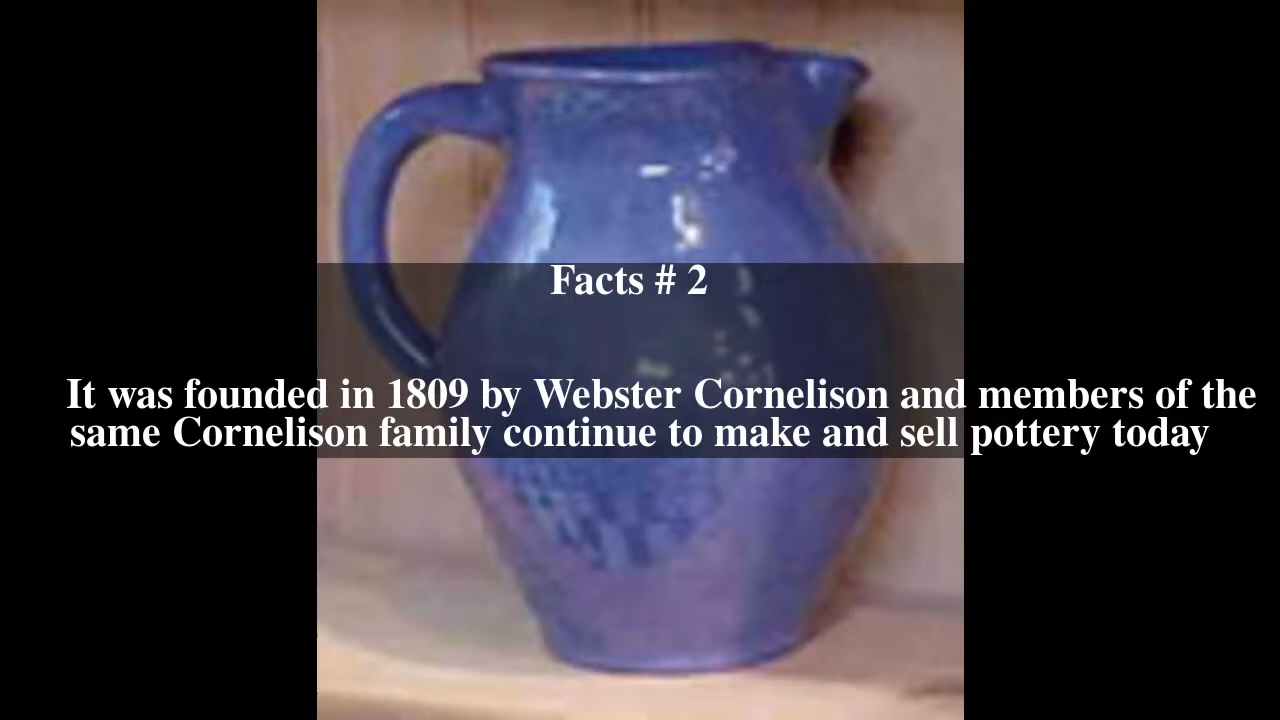 Facts # 2
It was founded in 1809 by Webster Cornelison and members of the
same Cornelison family continue to make and sell pottery today